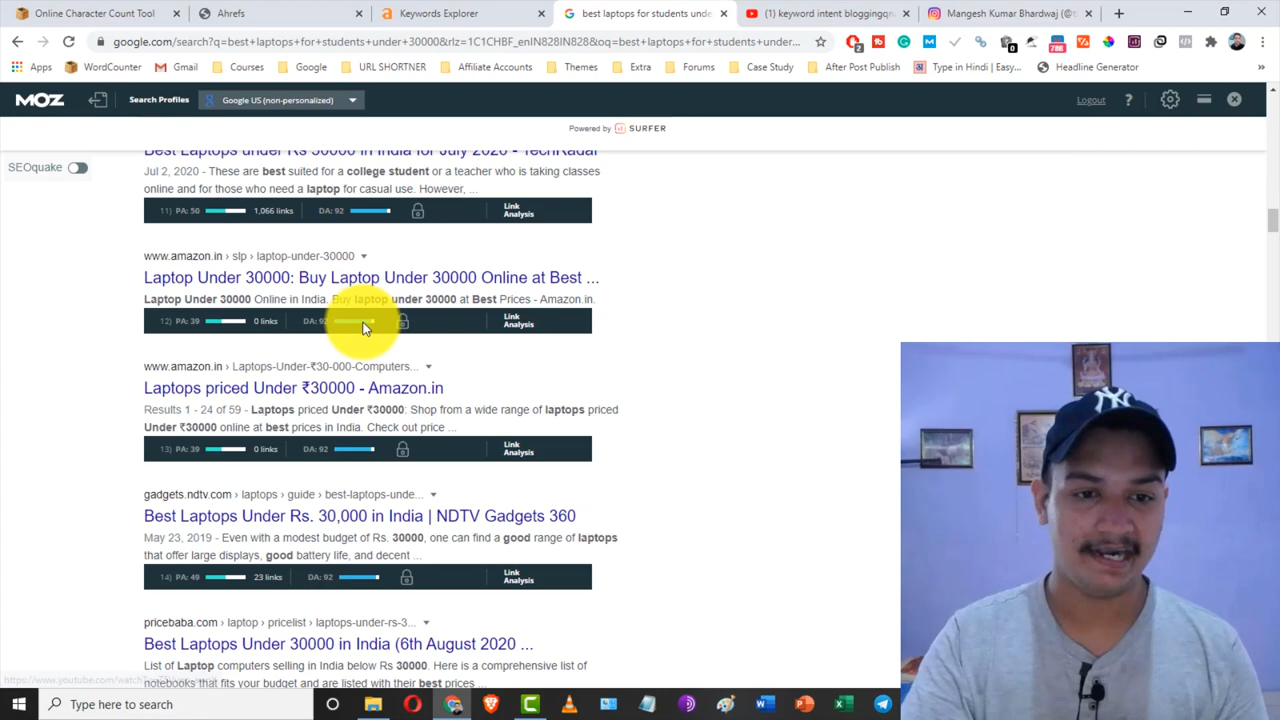 Online Character Count Tool
Ahrefs
Keywords Explorer
best laptops for students unde
(1) keyword intent bloggingqna
Mangesh Kumar Bhardwaj (@t
google.com/search?q=best+laptops+for+students+under+30000&rlz=1C1CHBF_enIN828IN828&oq=best+laptops+for+students+under...
2
0
786
Apps
WordCounter
Gmail
Courses
Google
URL SHORTNER
Affiliate Accounts
Themes
Extra
Forums
Case Study
After Post Publish
Type in Hindi | Easy...
Headline Generator
MOZ
Search Profiles
Google US (non-personalized)
Logout
Powered by SURFER
SEOquake
Best Laptops under Rs 30000 in India for July 2020 - TechRadar
Jul 2, 2020 - These are best suited for a college student or a teacher who is taking classes
online and for those who need a laptop for casual use. However, ...
11) PA: 50 1,066 links DA: 92 Link Analysis
www.amazon.in › slp › laptop-under-30000
Laptop Under 30000: Buy Laptop Under 30000 Online at Best ...
Laptop Under 30000 Online in India. Buy laptop under 30000 at Best Prices - Amazon.in.
12) PA: 39 0 links DA: 92 Link Analysis
www.amazon.in › Laptops-Under-₹30-000-Computers...
Laptops priced Under ₹30000 - Amazon.in
Results 1 - 24 of 59 - Laptops priced Under ₹30000: Shop from a wide range of laptops priced
Under ₹30000 online at best prices in India. Check out price ...
13) PA: 39 0 links DA: 92 Link Analysis
gadgets.ndtv.com › laptops › guide › best-laptops-unde...
Best Laptops Under Rs. 30,000 in India | NDTV Gadgets 360
May 23, 2019 - Even with a modest budget of Rs. 30000, one can find a good range of laptops
that offer large displays, good battery life, and decent ...
14) PA: 49 23 links DA: 92 Link Analysis
pricebaba.com › laptop › pricelist › laptops-under-rs-3...
Best Laptops Under 30000 in India (6th August 2020 ...
List of Laptop computers selling in India below Rs 30000. Here is a comprehensive list of
notebooks that fits your budget and are listed with their best prices ...
Type here to search